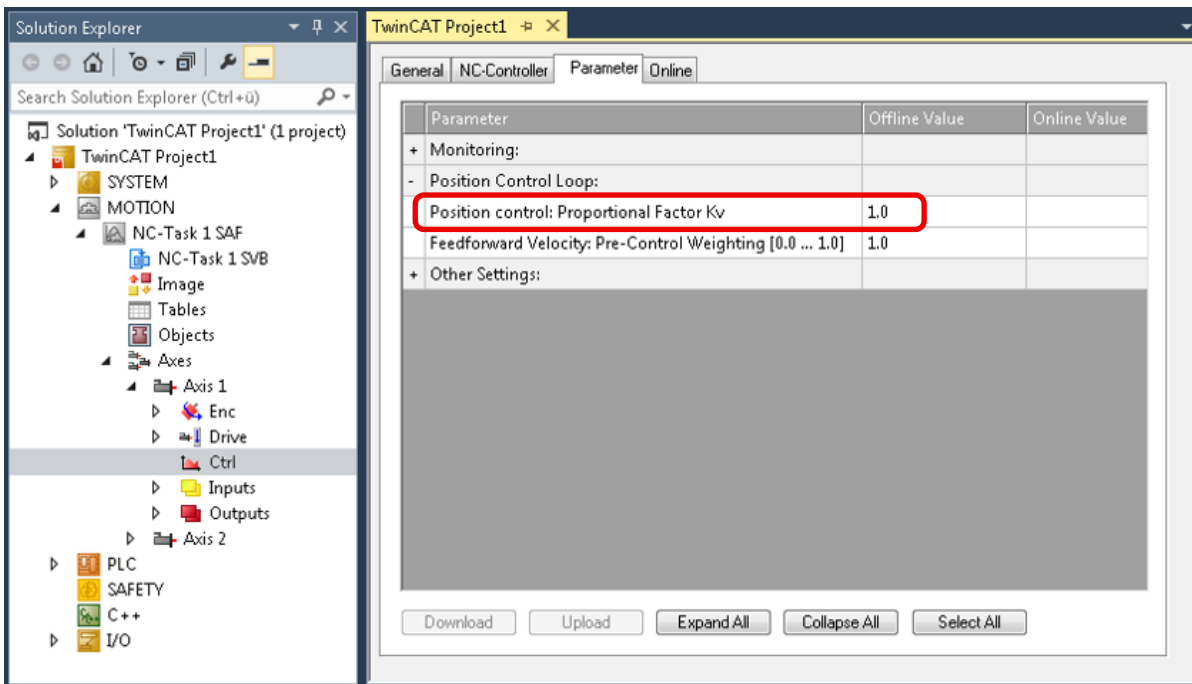 Solution Explorer
Search Solution Explorer (Ctrl+ü)
Solution 'TwinCAT Project1' (1 project)
TwinCAT Project1
SYSTEM
MOTION
NC-Task 1 SAF
NC-Task 1 SVB
Image
Tables
Objects
Axes
Axis 1
Enc
Drive
Ctrl
Inputs
Outputs
Axis 2
PLC
SAFETY
C++
I/O
TwinCAT Project1
General NC-Controller Parameter Online
Parameter Offline Value Online Value
+ Monitoring:
- Position Control Loop:
Position control: Proportional Factor Kv 1.0
Feedforward Velocity: Pre-Control Weighting [0.0 ... 1.0] 1.0
+ Other Settings:
Download Upload Expand All Collapse All Select All